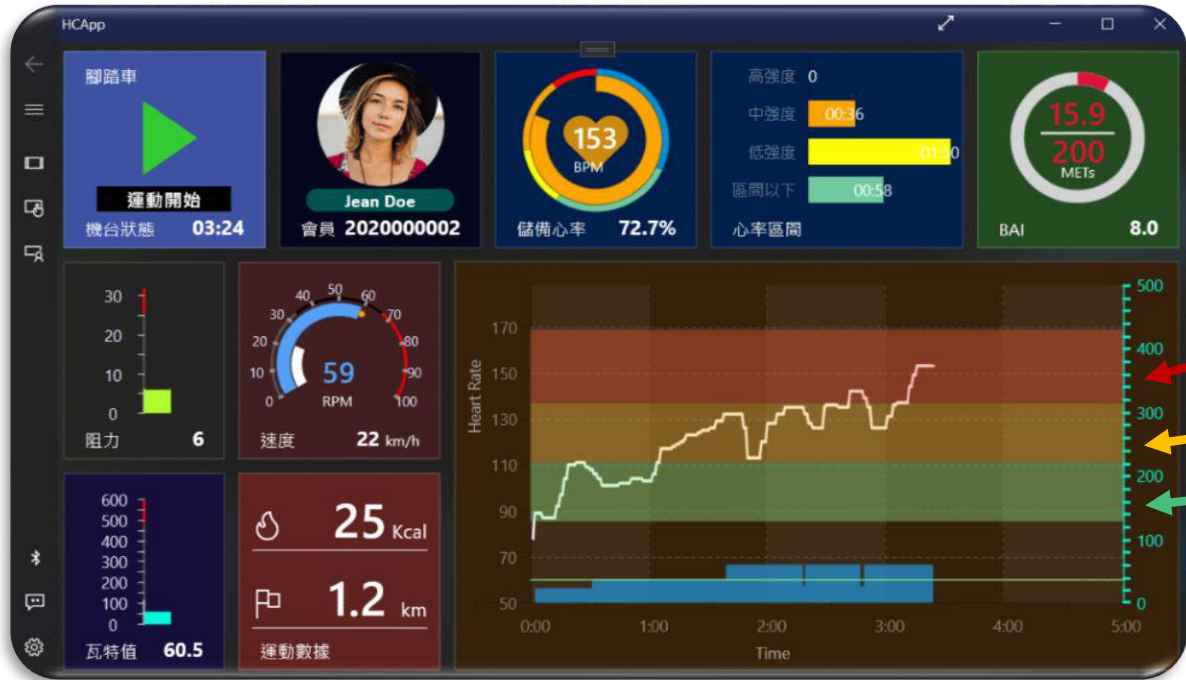 HCApp
腳踏車
運動開始
機台狀態 03:24
Jean Doe
會員 2020000002
153
BPM
儲備心率 72.7%
高強度 0
中強度 00:36
低強度 01:50
區間以下 00:58
心率區間
15.9
200
METs
BAI 8.0
30
20
10
0
阻力 6
0
10
20
30
40
50
60
70
80
90
100
59
RPM
速度 22 km/h
600
500
400
300
200
100
0
瓦特值 60.5
25 Kcal
1.2 km
運動數據
Heart Rate
170
150
130
110
90
70
50
500
400
300
200
100
0
0:00 1:00 2:00 3:00 4:00 5:00
Time